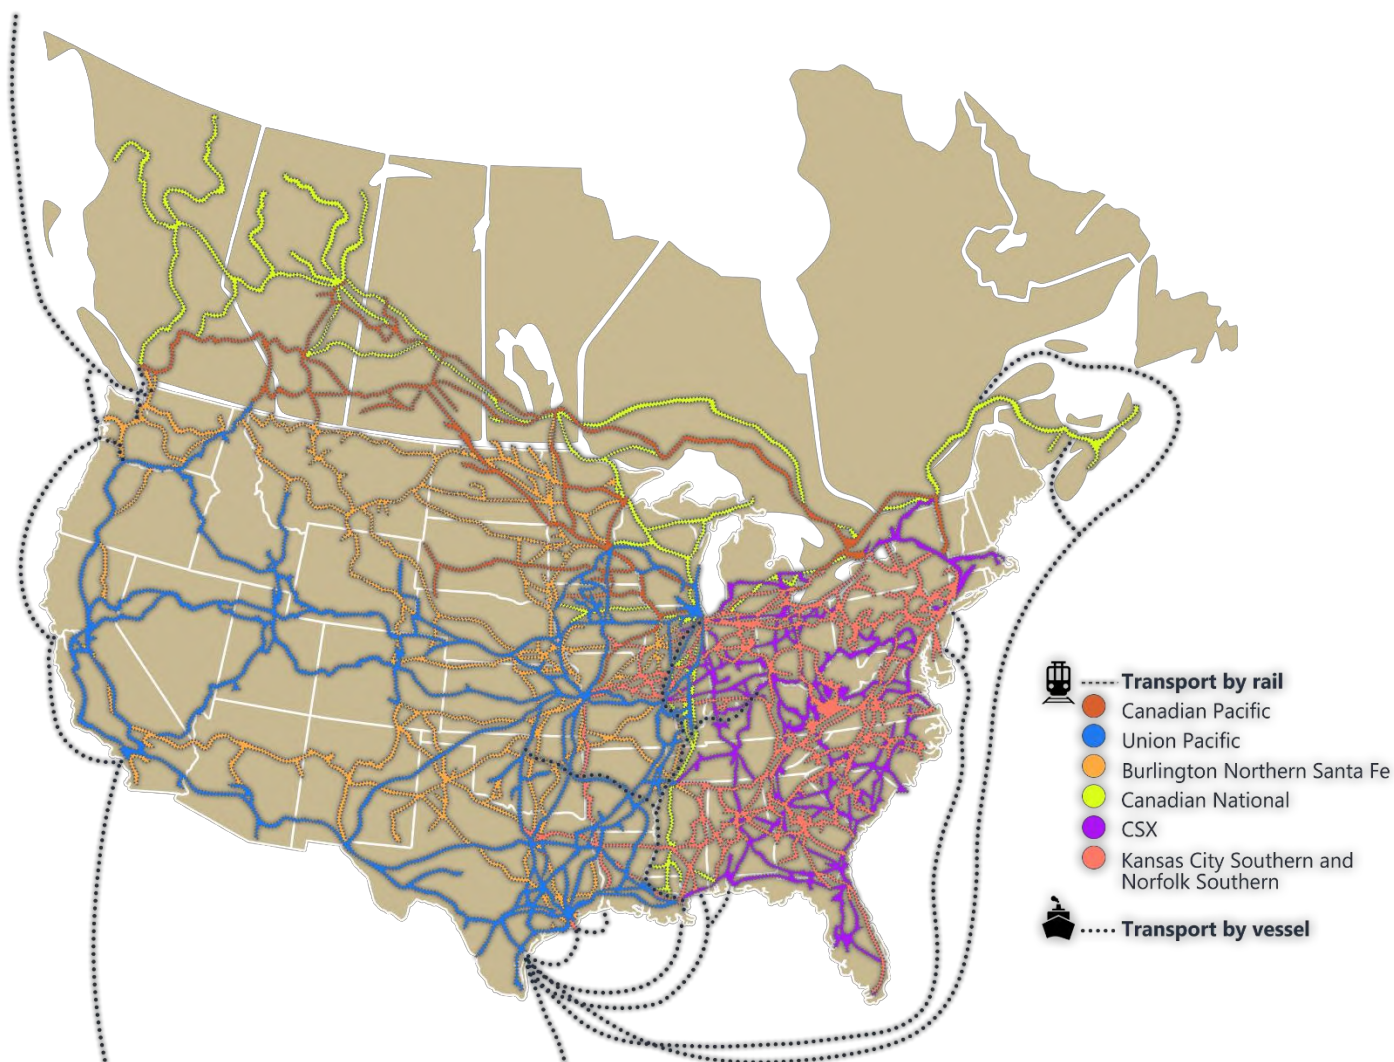 Transport by rail
Canadian Pacific
Union Pacific
Burlington Northern Santa Fe
Canadian National
CSX
Kansas City Southern and
Norfolk Southern
Transport by vessel